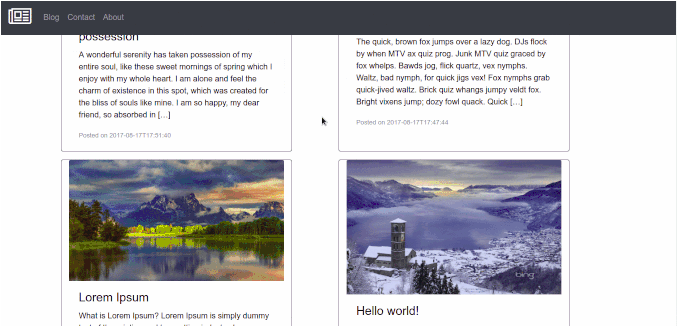 Blog Contact About
possession
A wonderful serenity has taken possession of my
entire soul, like these sweet mornings of spring which I
enjoy with my whole heart. I am alone and feel the
charm of existence in this spot, which was created for
the bliss of souls like mine. I am so happy, my dear
friend, so absorbed in […]
Posted on 2017-08-17T17:51:40
The quick, brown fox jumps over a lazy dog. DJs flock
by when MTV ax quiz prog. Junk MTV quiz graced by
fox whelps. Bawds jog, flick quartz, vex nymphs.
Waltz, bad nymph, for quick jigs vex! Fox nymphs grab
quick-jived waltz. Brick quiz whangs jumpy veldt fox.
Bright vixens jump; dozy fowl quack. Quick […]
Posted on 2017-08-17T17:47:44
Lorem Ipsum
What is Lorem Ipsum? Lorem Ipsum is simply dummy
bing
Hello world!